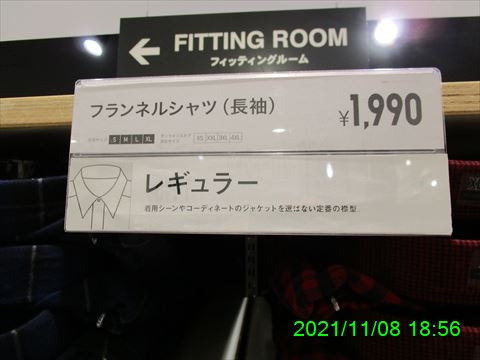 FITTING ROOM
フィッティングルーム
フランネルシャツ(長袖)
¥1,990
S M L XL
XS XXL 3XL 4XL
レギュラー
着用シーンやコーディネートのジャケットを選ばない定番の襟型
2021/11/08 18:56